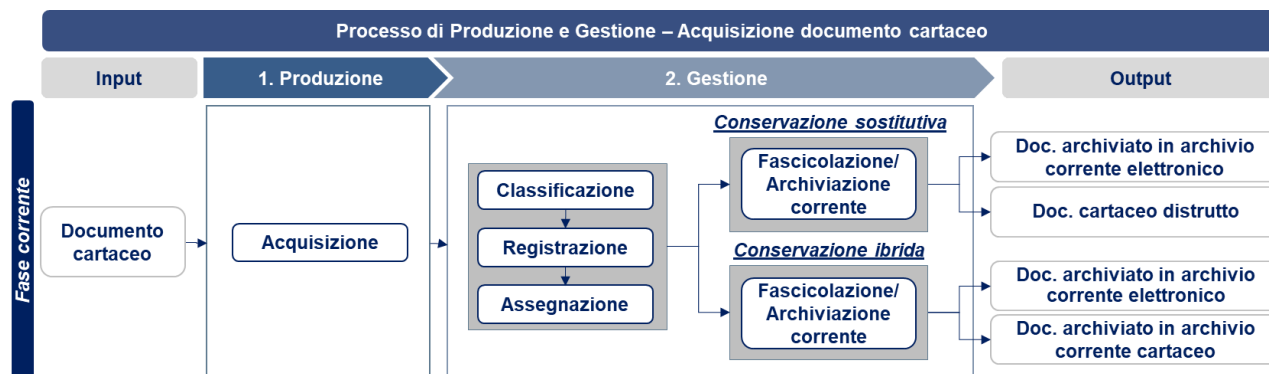 Processo di Produzione e Gestione – Acquisizione documento cartaceo
Input
1. Produzione
2. Gestione
Output
Fase corrente
Documento
cartaceo
Acquisizione
Classificazione
Registrazione
Assegnazione
Conservazione sostitutiva
Fascicolazione/
Archiviazione
corrente
Conservazione ibrida
Fascicolazione/
Archiviazione
corrente
Doc. archiviato in archivio
corrente elettronico
Doc. cartaceo distrutto
Doc. archiviato in archivio
corrente elettronico
Doc. archiviato in archivio
corrente cartaceo